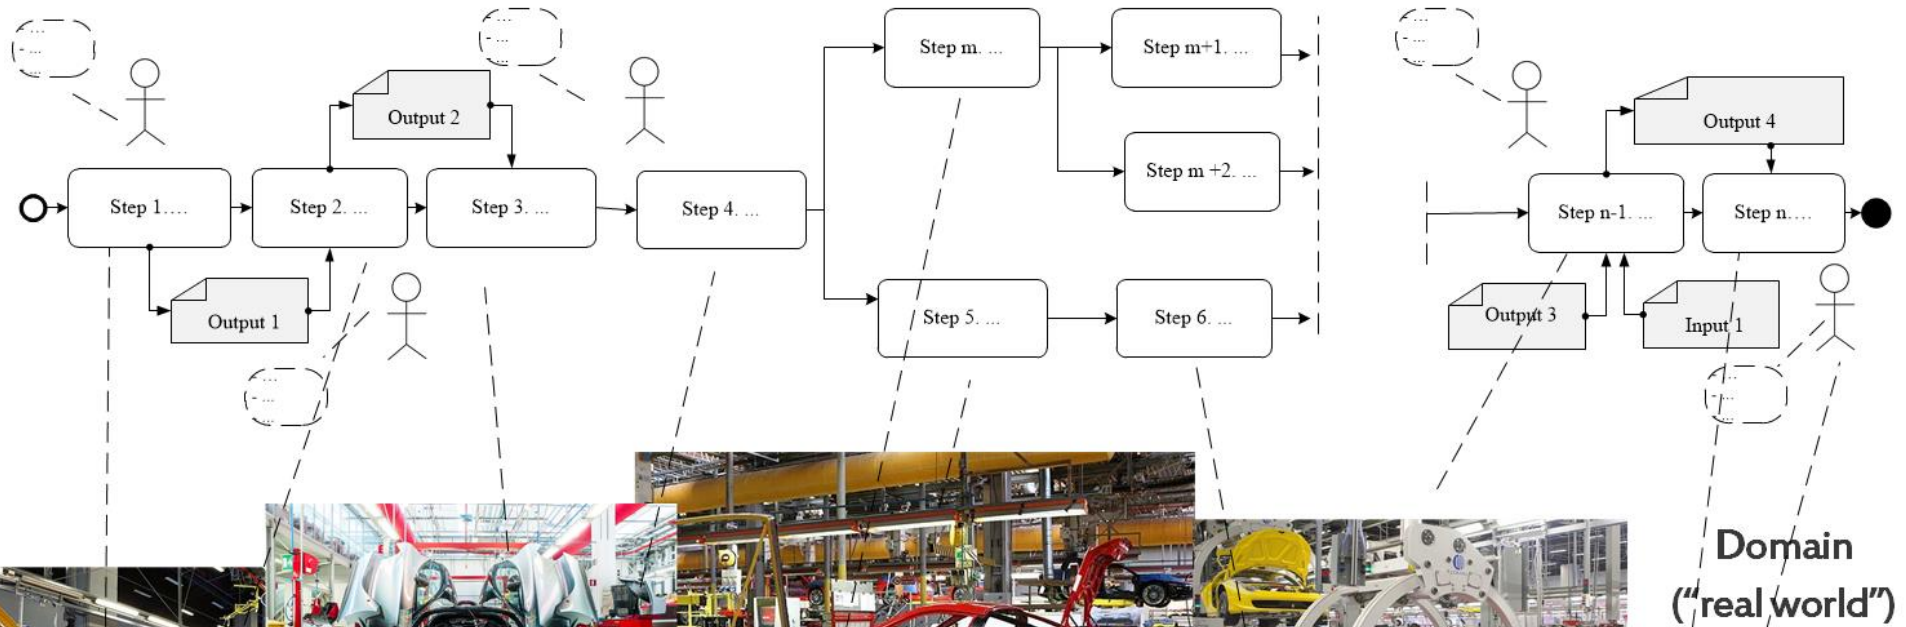 - ...
- ...
...
- ...
- ...
...
- ...
- ...
...
Output 2
Step m. ...
Step m+1. ...
Step m +2. ...
Output 4
Step 1....
Step 2. ...
Step 3. ...
Step 4. ...
Step n-1. ...
Step n....
Output 1
Step 5. ...
Step 6. ...
Output 3
Input 1
- ...
- ...
...
- ...
- ...
...
Domain
("real world")